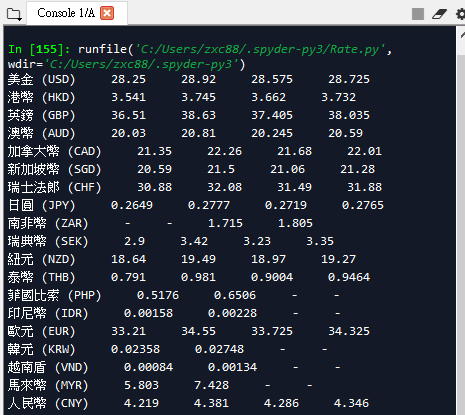 Console 1/A
In [155]: runfile('C:/Users/zxc88/.spyder-py3/Rate.py',
wdir='C:/Users/zxc88/.spyder-py3')
美金 (USD) 28.25 28.92 28.575 28.725
港幣 (HKD) 3.541 3.745 3.662 3.732
英鎊 (GBP) 36.51 38.63 37.405 38.035
澳幣 (AUD) 20.03 20.81 20.245 20.59
加拿大幣 (CAD) 21.35 22.26 21.68 22.01
新加坡幣 (SGD) 20.59 21.5 21.06 21.28
瑞士法郎 (CHF) 30.88 32.08 31.49 31.88
日圓 (JPY) 0.2649 0.2777 0.2719 0.2765
南非幣 (ZAR) - - 1.715 1.805
瑞典幣 (SEK) 2.9 3.42 3.23 3.35
紐元 (NZD) 18.64 19.49 18.97 19.27
泰幣 (THB) 0.791 0.981 0.9004 0.9464
菲國比索 (PHP) 0.5176 0.6506 - -
印尼幣 (IDR) 0.00158 0.00228 - -
歐元 (EUR) 33.21 34.55 33.725 34.325
韓元 (KRW) 0.02358 0.02748 - -
越南盾 (VND) 0.00084 0.00134 - -
馬來幣 (MYR) 5.803 7.428 - -
人民幣 (CNY) 4.219 4.381 4.286 4.346